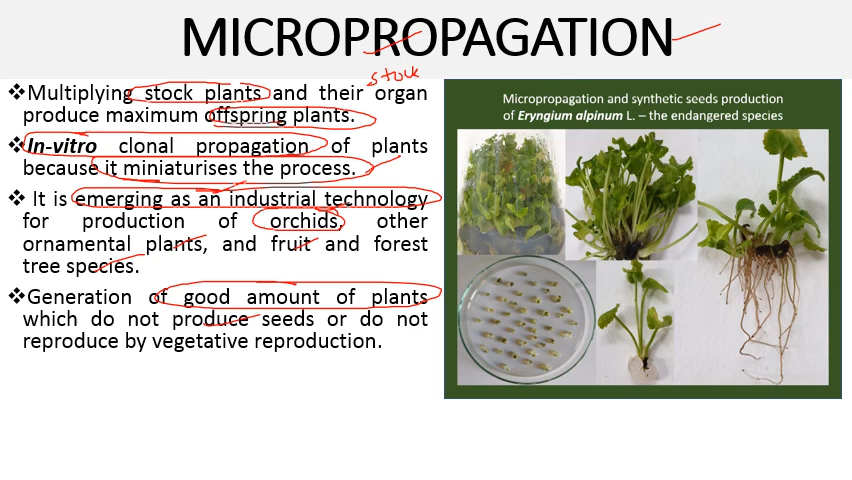 MICROPROPAGATION
stock
❖Multiplying stock plants and their organ
produce maximum offspring plants.
❖In-vitro clonal propagation of plants
because it miniaturises the process.
❖ It is emerging as an industrial technology
for production of orchids, other
ornamental plants, and fruit and forest
tree species.
❖Generation of good amount of plants
which do not produce seeds or do not
reproduce by vegetative reproduction.
Micropropagation and synthetic seeds production
of Eryngium alpinum L. – the endangered species